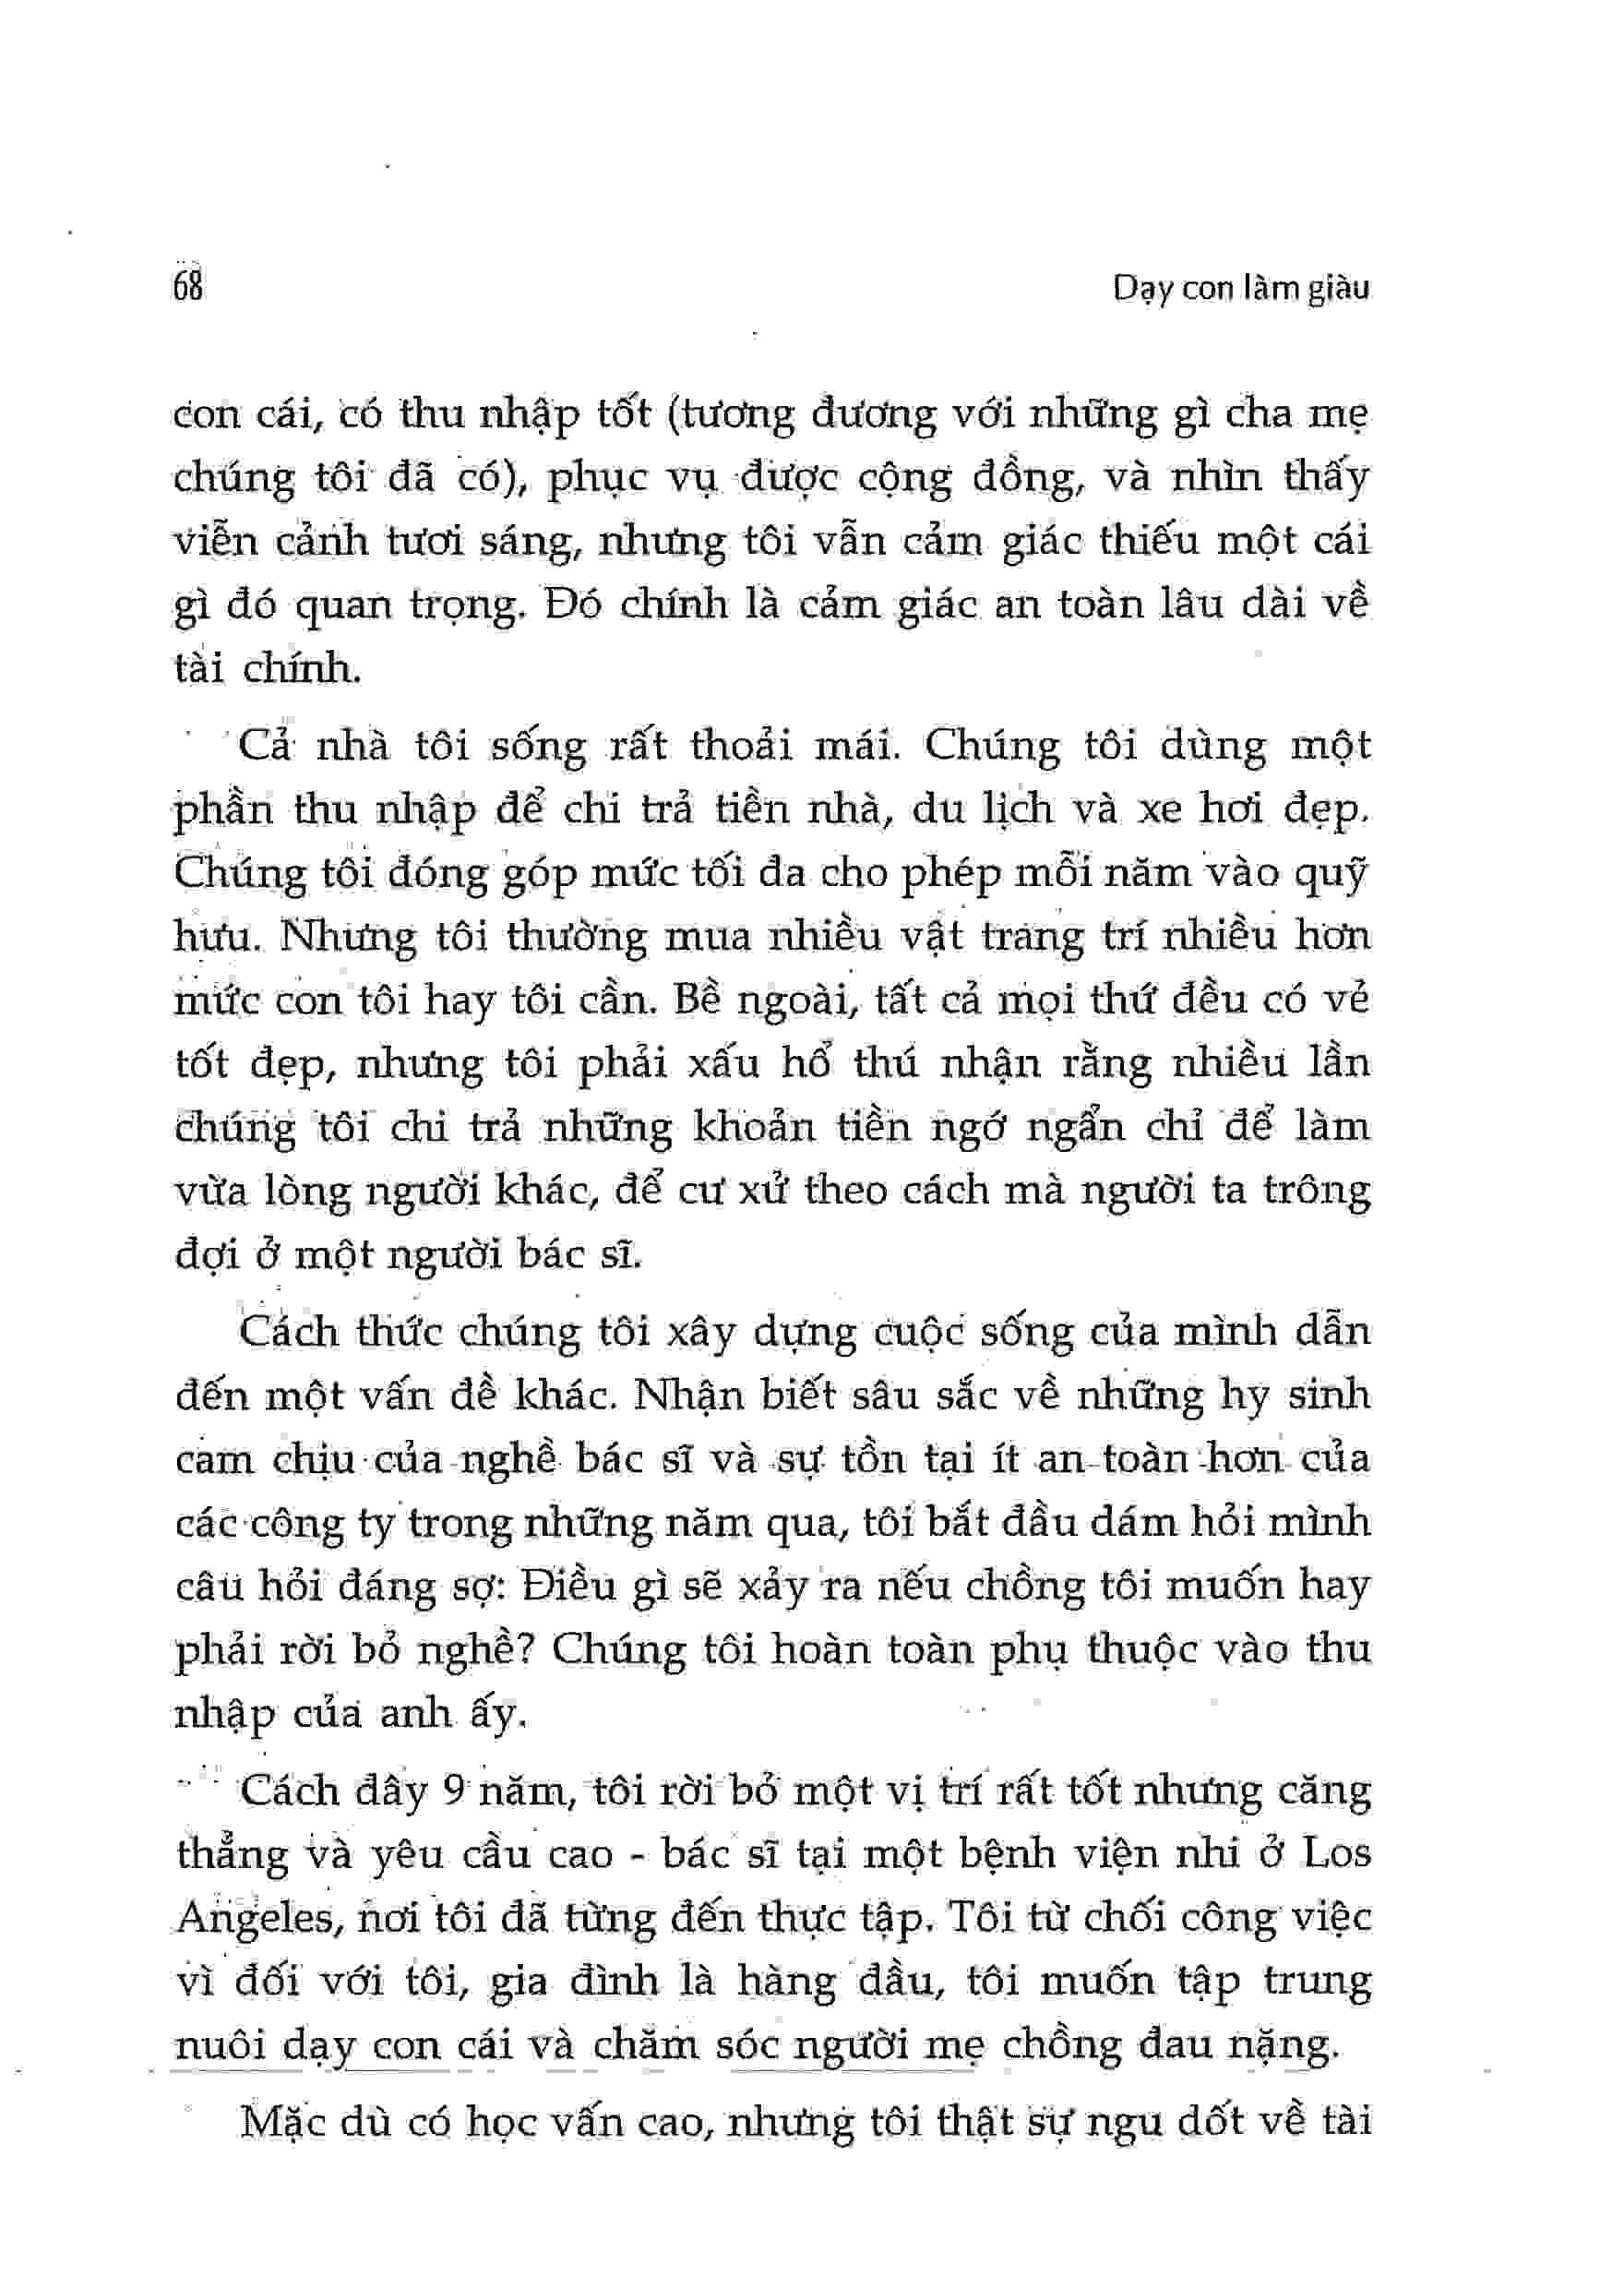 68
Dạy con làm giàu
con cái, có thu nhập tốt (tương đương với những gì cha mẹ
chúng tôi đã có), phục vụ được cộng đồng, và nhìn thấy
viễn cảnh tươi sáng, nhưng tôi vẫn cảm giác thiếu một cái
gì đó quan trọng. Đó chính là cảm giác an toàn lâu dài về
tài chính.
Cả nhà tôi sống rất thoải mái. Chúng tôi dùng một
phần thu nhập để chi trả tiền nhà, du lịch và xe hơi đẹp.
Chúng tôi đóng góp mức tối đa cho phép mỗi năm vào quỹ
hưu. Nhưng tôi thường mua nhiều vật trang trí nhiều hơn
mức con tôi hay tôi cần. Bề ngoài, tất cả mọi thứ đều có vẻ
tốt đẹp, nhưng tôi phải xấu hổ thú nhận rằng nhiều lần
chúng tôi chi trả những khoản tiền ngớ ngẩn chỉ để làm
vừa lòng người khác, để cư xử theo cách mà người ta trông
đợi ở một người bác sĩ.
Cách thức chúng tôi xây dựng cuộc sống của mình dẫn
đến một vấn đề khác. Nhận biết sâu sắc về những hy sinh
cam chịu của nghề bác sĩ và sự tồn tại ít an toàn hơn của
các công ty trong những năm qua, tôi bắt đầu dám hỏi mình
câu hỏi đáng sợ: Điều gì sẽ xảy ra nếu chồng tôi muốn hay
phải rời bỏ nghề? Chúng tôi hoàn toàn phụ thuộc vào thu
nhập của anh ấy.
Cách đây 9 năm, tôi rời bỏ một vị trí rất tốt nhưng căng
thẳng và yêu cầu cao - bác sĩ tại một bệnh viện nhi ở Los
Angeles, nơi tôi đã từng đến thực tập. Tôi từ chối công việc
vì đối với tôi, gia đình là hàng đầu, tôi muốn tập trung
nuôi dạy con cái và chăm sóc người mẹ chồng đau nặng.
Mặc dù có học vấn cao, nhưng tôi thật sự ngu dốt về tài